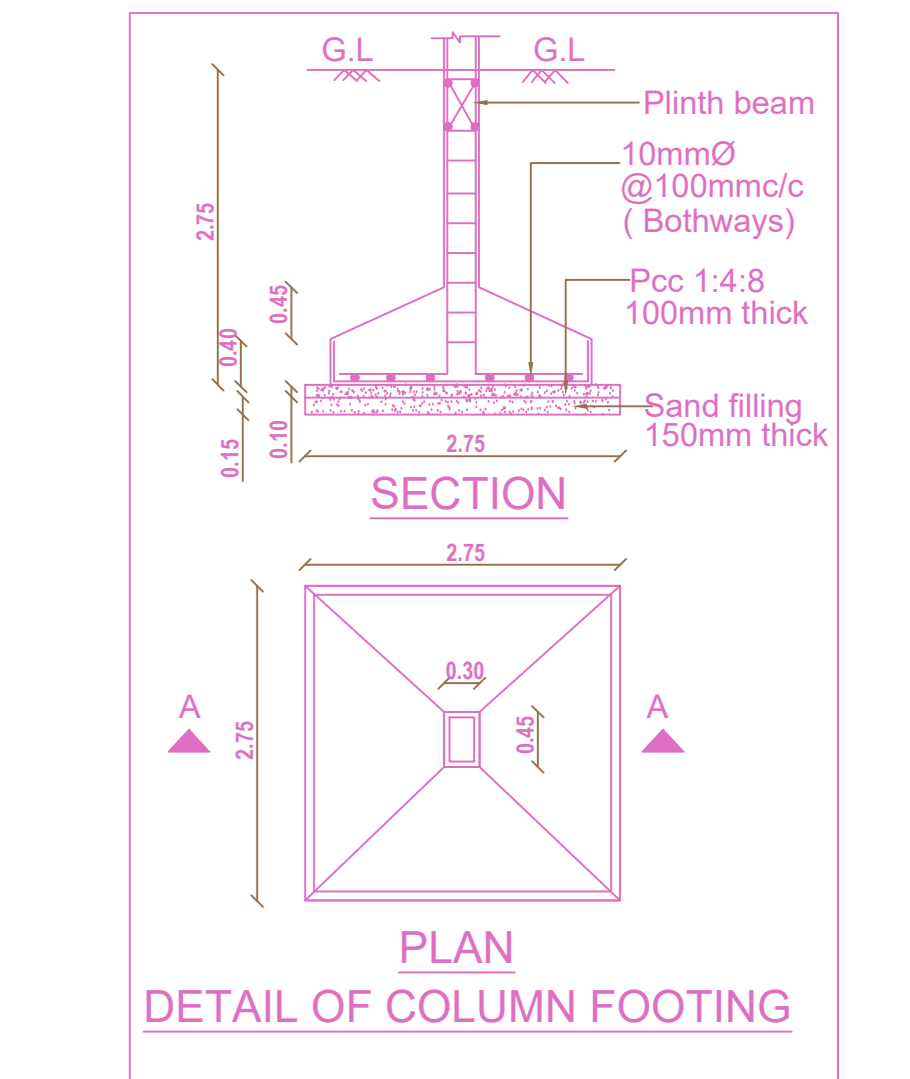 G.L
G.L
Plinth beam
10mmØ
@100mmc/c
( Bothways)
2.75
0.45
Pcc 1:4:8
100mm thick
0.40
Sand filling
150mm thick
0.15
0.10
2.75
SECTION
2.75
0.30
A
A
2.75
0.45
PLAN
DETAIL OF COLUMN FOOTING